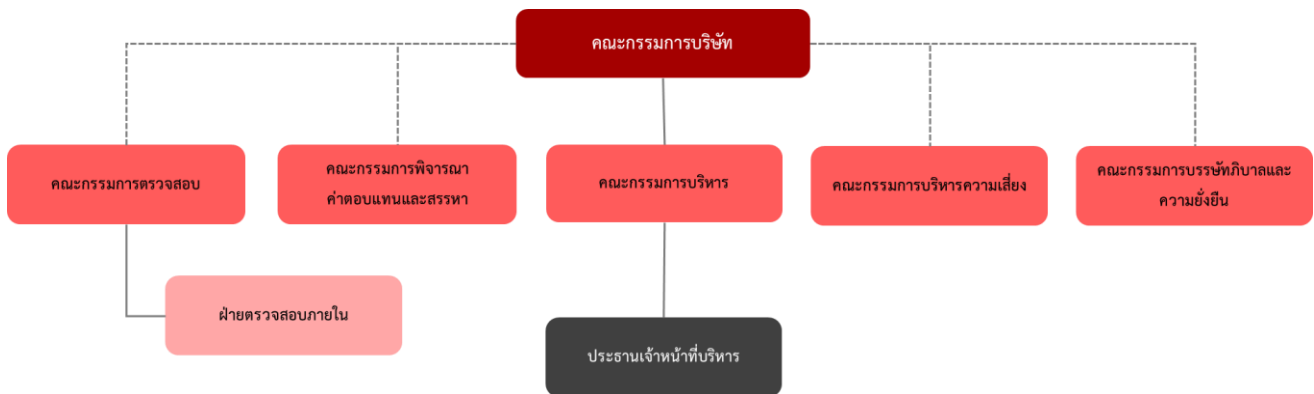 คณะกรรมการบริษัท
คณะกรรมการตรวจสอบ
คณะกรรมการพิจารณา
ค่าตอบแทนและสรรหา
คณะกรรมการบริหาร
คณะกรรมการบริหารความเสี่ยง
คณะกรรมการบรรษัทภิบาลและ
ความยั่งยืน
ฝ่ายตรวจสอบภายใน
ประธานเจ้าหน้าที่บริหาร